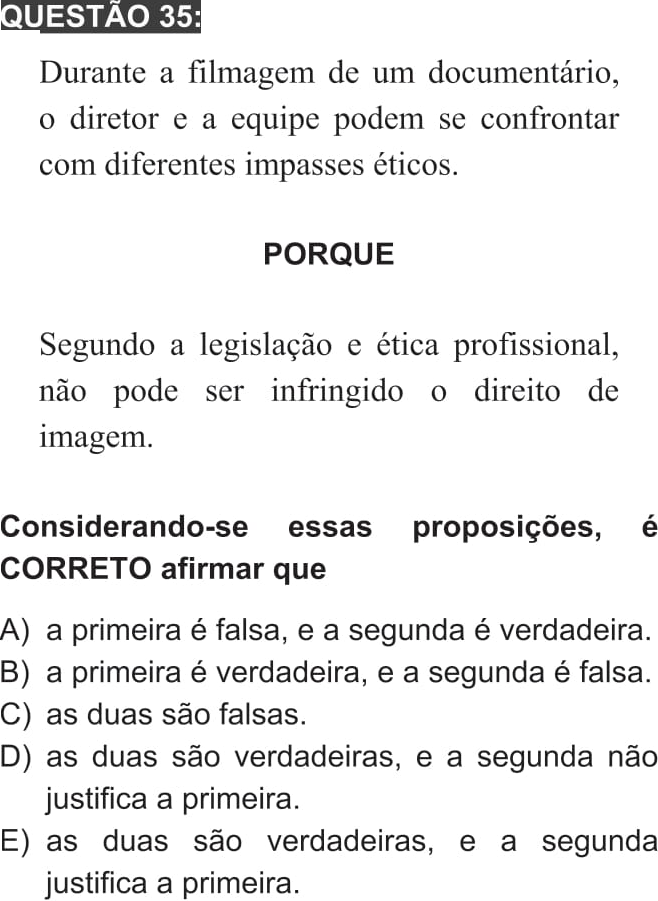 QUESTÃO 35:
Durante a filmagem de um documentário,
o diretor e a equipe podem se confrontar
com diferentes impasses éticos.
PORQUE
Segundo a legislação e ética profissional,
não pode ser infringido o direito de
imagem.
Considerando-se essas proposições, é
CORRETO afirmar que
A) a primeira é falsa, e a segunda é verdadeira.
B) a primeira é verdadeira, e a segunda é falsa.
C) as duas são falsas.
D) as duas são verdadeiras, e a segunda não
justifica a primeira.
E) as duas são verdadeiras, e a segunda
justifica a primeira.